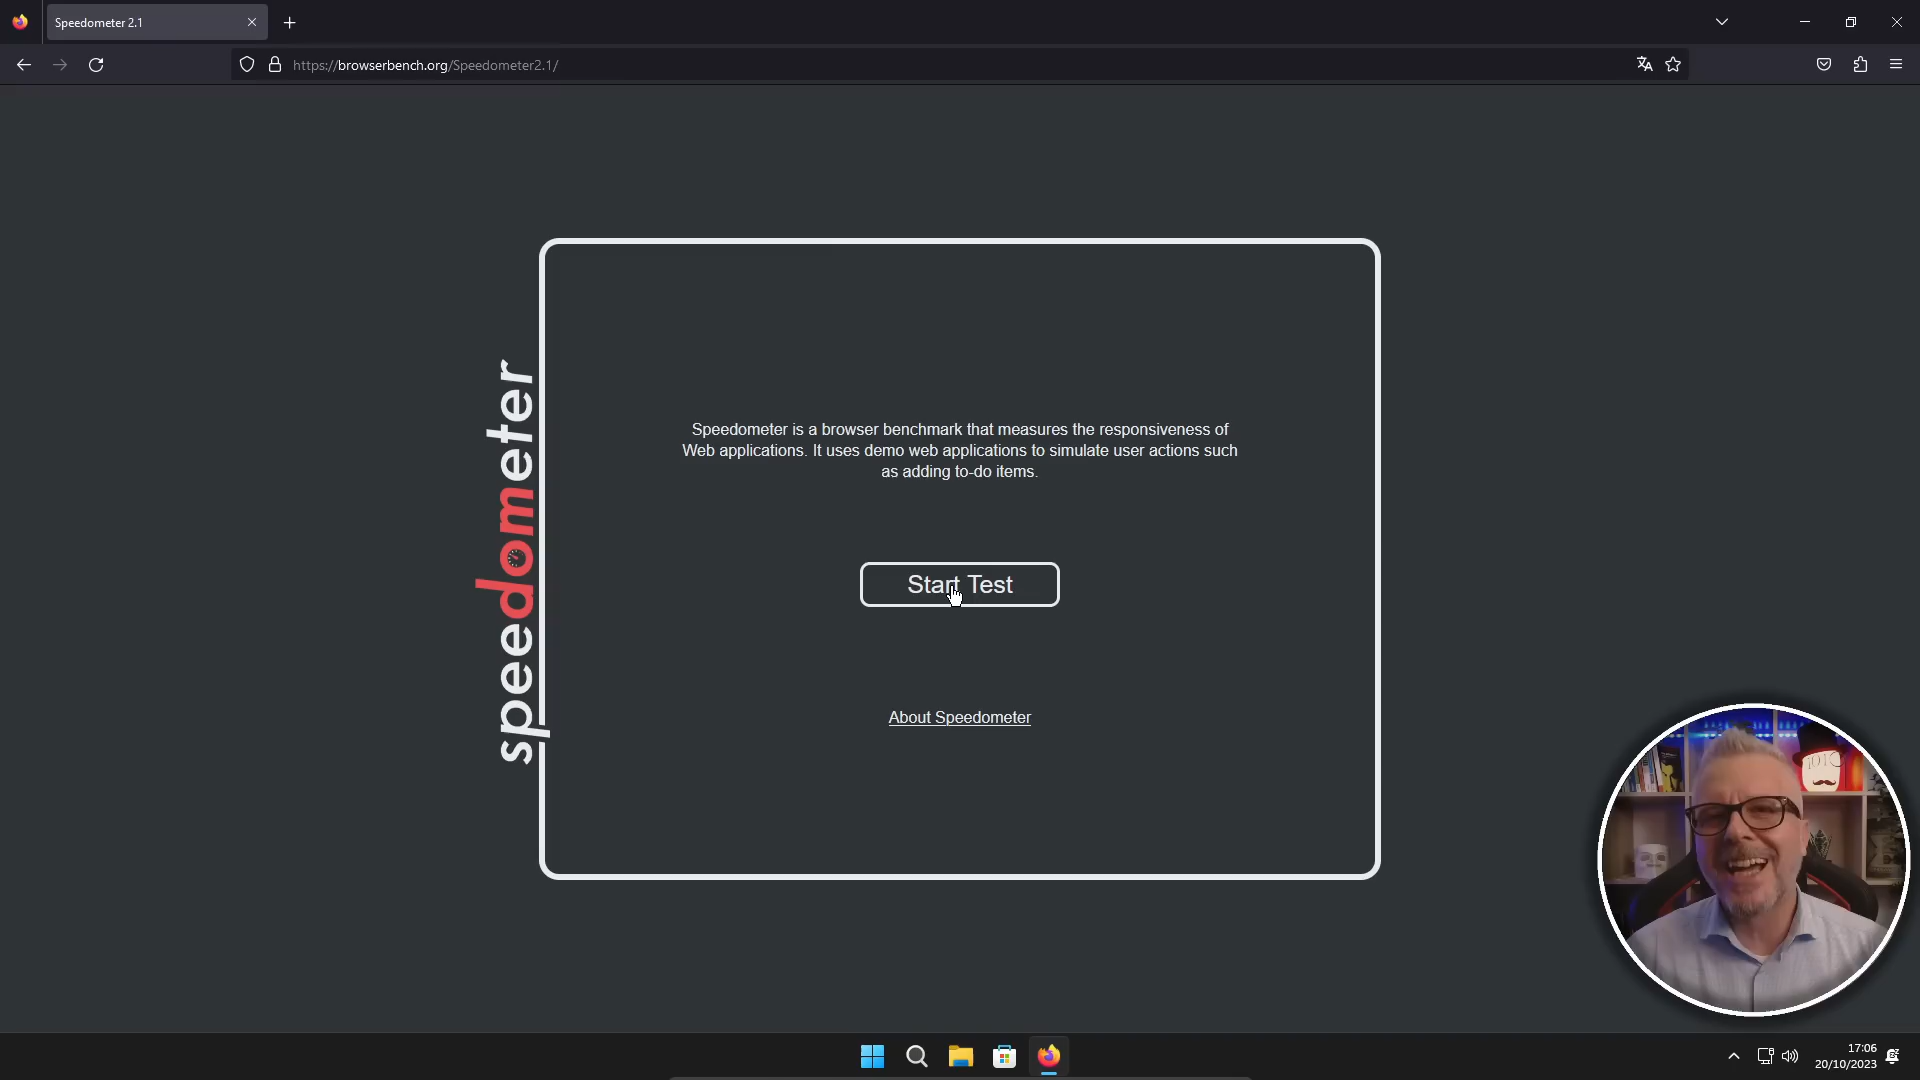 Speedometer 2.1
https://browserbench.org/Speedometer2.1/
speedometer
Speedometer is a browser benchmark that measures the responsiveness of
Web applications. It uses demo web applications to simulate user actions such
as adding to-do items.
Start Test
About Speedometer
17:06
20/10/2023